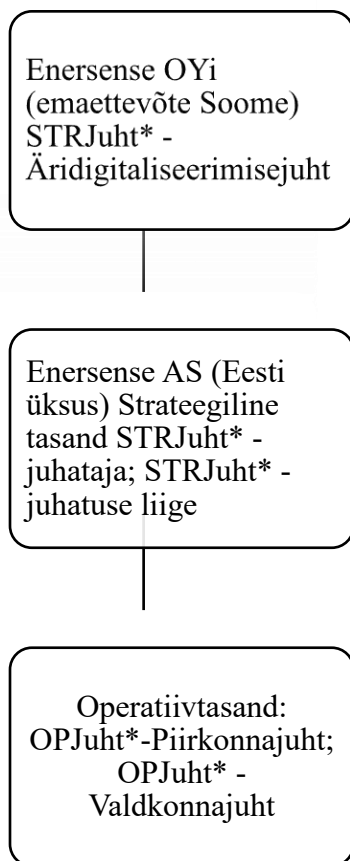 Enersense OYi
(emaettevõte Soome)
STRJuht* -
Äridigitaliseerimisejuht
Enersense AS (Eesti
üksus) Strateegiline
tasand STRJuht* -
juhataja; STRJuht* -
juhatuse liige
Operatiivtasand:
OPJuht*-Piirkonnajuht;
OPJuht* -
Valdkonnajuht